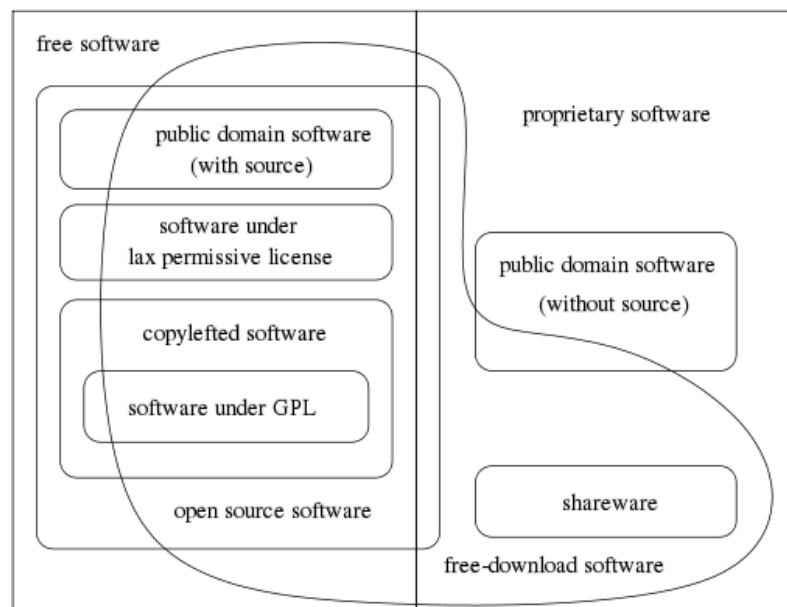 free software
proprietary software
public domain software
(with source)
software under
lax permissive license
public domain software
(without source)
copylefted software
software under GPL
shareware
open source software
free-download software